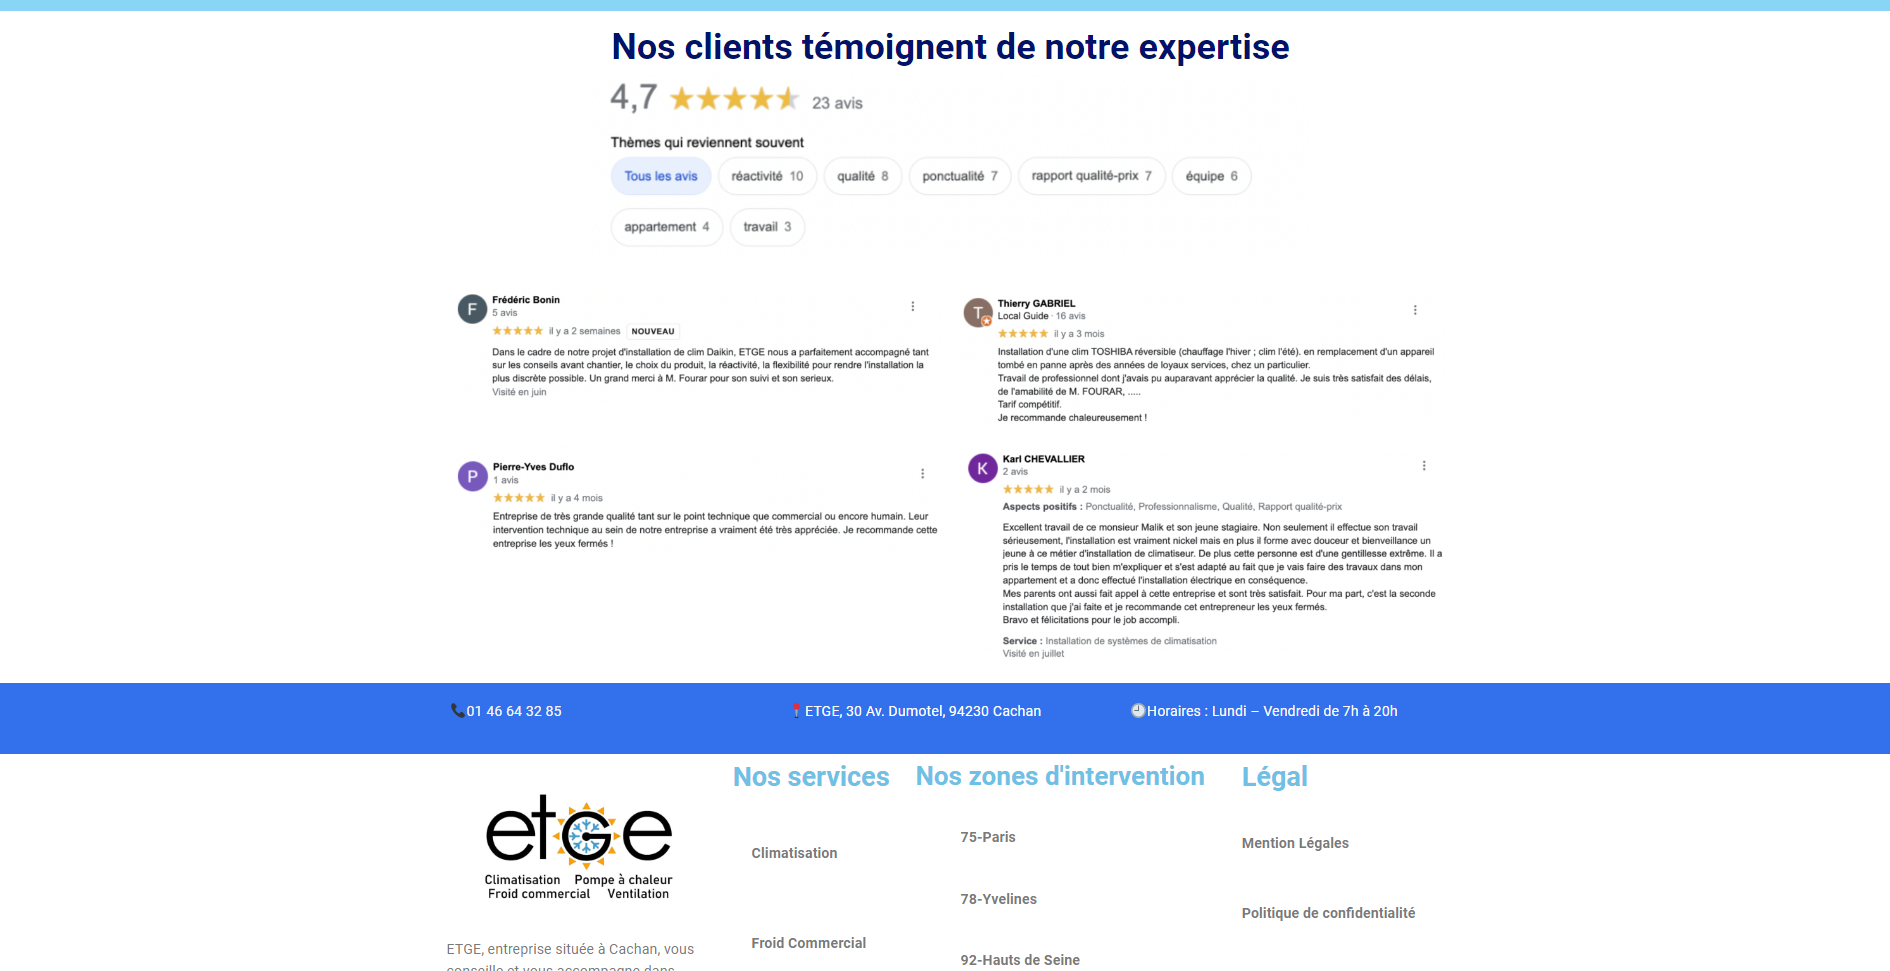 Nos clients témoignent de notre expertise
4,7 23 avis
Thèmes qui reviennent souvent
Tous les avis réactivité 10 qualité 8 ponctualité 7 rapport qualité-prix 7 équipe 6
appartement 4 travail 3
F Frédéric Bonin
5 avis
il y a 2 semaines NOUVEAU
Dans le cadre de notre projet d'installation de clim Daikin, ETGE nous a parfaitement accompagné tant
sur les conseils avant chantier, le choix du produit, la réactivité, la flexibilité pour rendre l'installation la
plus discrète possible. Un grand merci à M. Fourar pour son suivi et son serieux.
Visité en juin
T Thierry GABRIEL
Local Guide · 16 avis
il y a 3 mois
Installation d'une clim TOSHIBA réversible (chauffage l'hiver ; clim l'été). en remplacement d'un appareil
tombé en panne après des années de loyaux services, chez un particulier.
Travail de professionnel dont j'avais pu auparavant apprécier la qualité. Je suis très satisfait des délais,
de l'amabilité de M. FOURAR, .....
Tarif compétitif.
Je recommande chaleureusement !
P Pierre-Yves Duflo
1 avis
il y a 4 mois
Entreprise de très grande qualité tant sur le point technique que commercial ou encore humain. Leur
intervention technique au sein de notre entreprise a vraiment été très appréciée. Je recommande cette
entreprise les yeux fermés !
K Karl CHEVALLIER
2 avis
il y a 2 mois
Aspects positifs : Ponctualité, Professionnalisme, Qualité, Rapport qualité-prix
Excellent travail de ce monsieur Malik et son jeune stagiaire. Non seulement il effectue son travail
sérieusement, l'installation est vraiment nickel mais en plus il forme avec douceur et bienveillance un
jeune à ce métier d'installation de climatiseur. De plus cette personne est d'une gentillesse extrême. Il a
pris le temps de tout bien m'expliquer et s'est adapté au fait que je vais faire des travaux dans mon
appartement et a donc effectué l'installation électrique en conséquence.
Mes parents ont aussi fait appel à cette entreprise et sont très satisfait. Pour ma part, c'est la seconde
installation que j'ai faite et je recommande cet entrepreneur les yeux fermés.
Bravo et félicitations pour le job accompli.
Service : Installation de systèmes de climatisation
Visité en juillet
01 46 64 32 85
ETGE, 30 Av. Dumotel, 94230 Cachan
Horaires : Lundi – Vendredi de 7h à 20h
etGe
Climatisation Pompe à chaleur
Froid commercial Ventilation
ETGE, entreprise située à Cachan, vous
conseille et vous accompagne dans
Nos services
Climatisation
Froid Commercial
Nos zones d'intervention
75-Paris
78-Yvelines
92-Hauts de Seine
Légal
Mention Légales
Politique de confidentialité